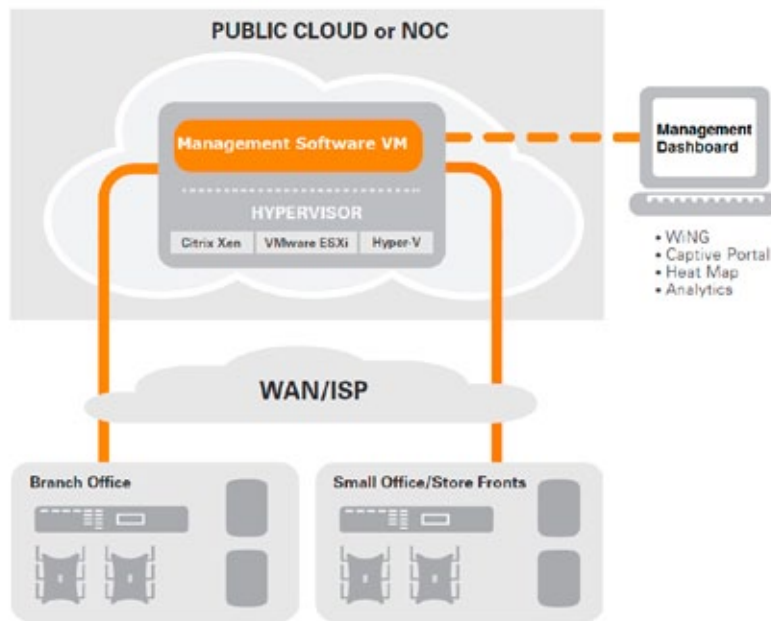 PUBLIC CLOUD or NOC
Management Software VM
HYPERVISOR
Citrix Xen
VMware ESXi
Hyper-V
Management
Dashboard
• WiNG
• Captive Portal
• Heat Map
• Analytics
WAN/ISP
Branch Office
Small Office/Store Fronts